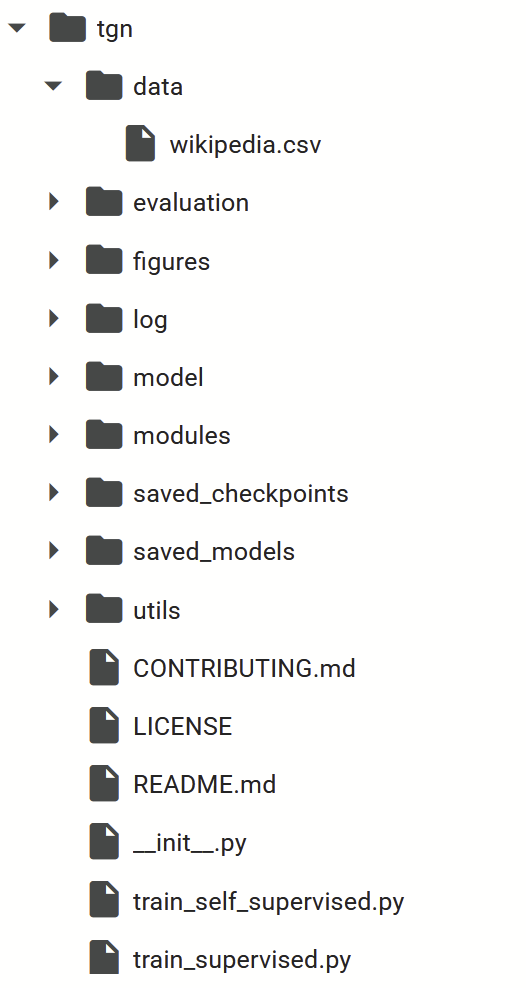 tgn
data
wikipedia.csv
evaluation
figures
log
model
modules
saved_checkpoints
saved_models
utils
CONTRIBUTING.md
LICENSE
README.md
__init__.py
train_self_supervised.py
train_supervised.py